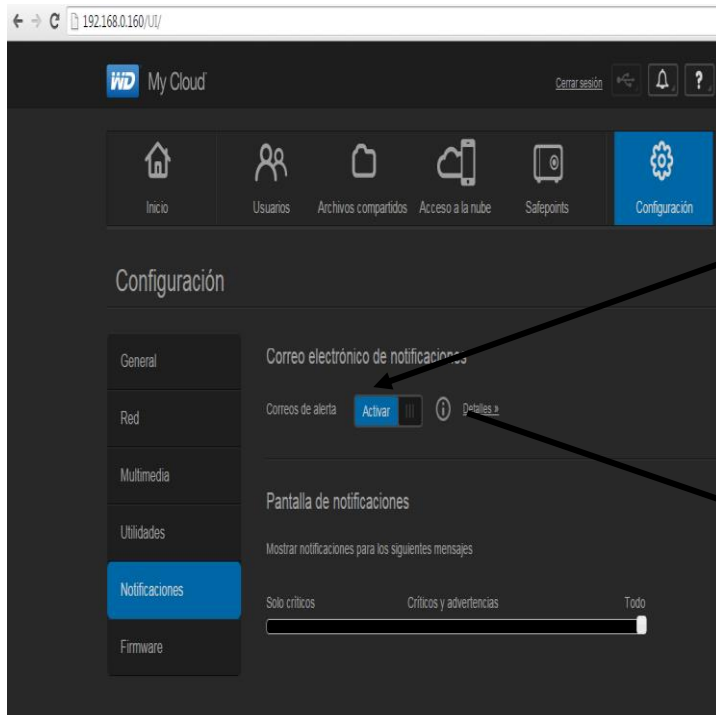 192.168.0.160/UI/
WD My Cloud
Cerrar sesión
?
Inicio
Usuarios
Archivos compartidos
Acceso a la nube
Safepoints
Configuración
Configuración
General
Red
Multimedia
Utilidades
Notificaciones
Firmware
Correo electrónico de notificaciones
Correos de alerta Activar Detalles »
Pantalla de notificaciones
Mostrar notificaciones para los siguientes mensajes
Solo críticos Críticos y advertencias Todo